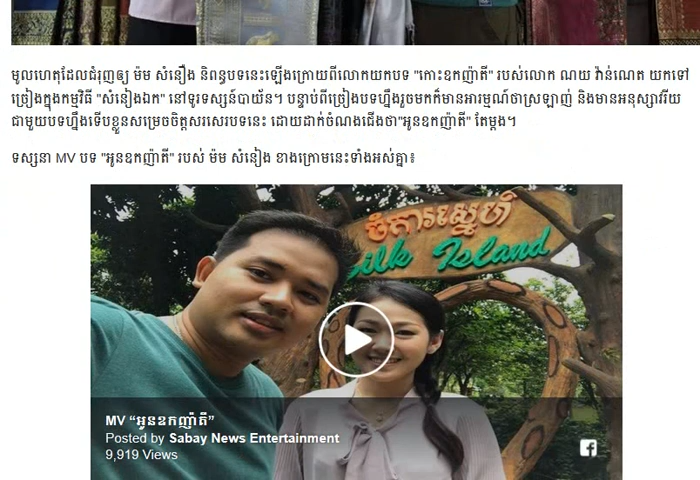 មូលហេតុដែលជំរុញឲ្យ ម៉ម សំនឿង និពន្ធបទនេះឡើងក្រោយពីលោកយកបទ "កោះឧកញ៉ាតី" របស់លោក ណយ វ៉ាន់ណេត យកទៅ
ច្រៀងក្នុងកម្មវិធី "សំនៀងឯក" នៅទូរទស្សន៍បាយ័ន។ បន្ទាប់ពីច្រៀងបទហ្នឹងរួចមកក៏មានអារម្មណ៍ថាស្រឡាញ់ និងមានអនុស្សាវរីយ
ជាមួយបទហ្នឹងទើបខ្លួនសម្រេចចិត្តសរសេរបទនេះ ដោយដាក់ចំណងជើងថា"អូនឧកញ៉ាតី" តែម្តង។
ទស្សនា MV បទ "អូនឧកញ៉ាតី" របស់ ម៉ម សំនៀង ខាងក្រោមនេះទាំងអស់គ្នា៖
ចំការស្នេហ៍
Silk Island
MV “អូនឧកញ៉ាតី”
Posted by Sabay News Entertainment
9,919 Views